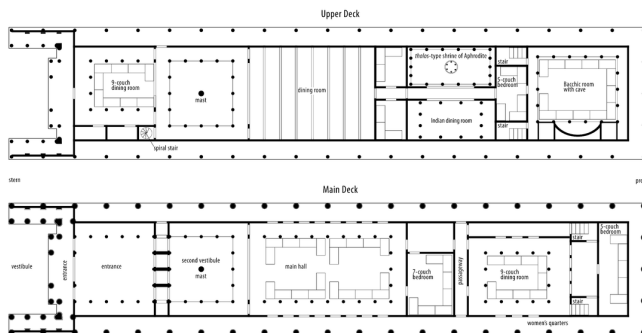 Upper Deck
9-couch
dining room
mast
dining room
tholos-type shrine of Aphrodite
Indian dining room
stair
5-couch
bedroom
stair
Bacchic room
with cave
spiral stair
stern
Main Deck
vestibule
entrance
entrance
second vestibule
mast
main hall
7-couch
bedroom
passageway
9-couch
dining room
stair
stair
5-couch
bedroom
women's quarters